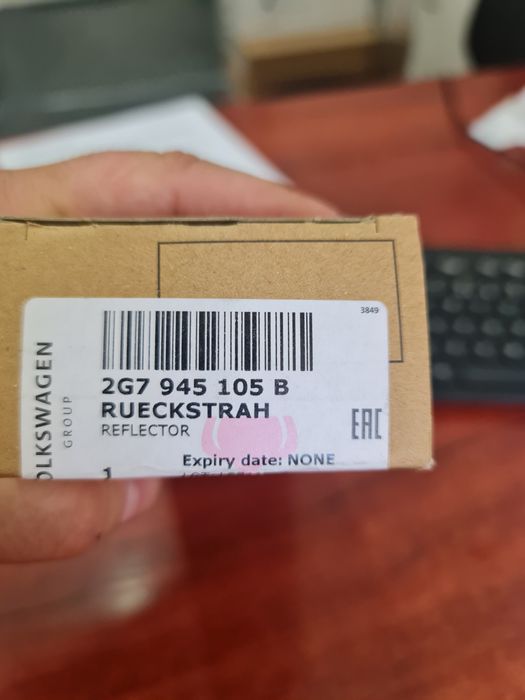 3849
2G7 945 105 B
RUECKSTRAH
REFLECTOR
EAC
Expiry date: NONE
1
OLKSWAGEN
GROUP